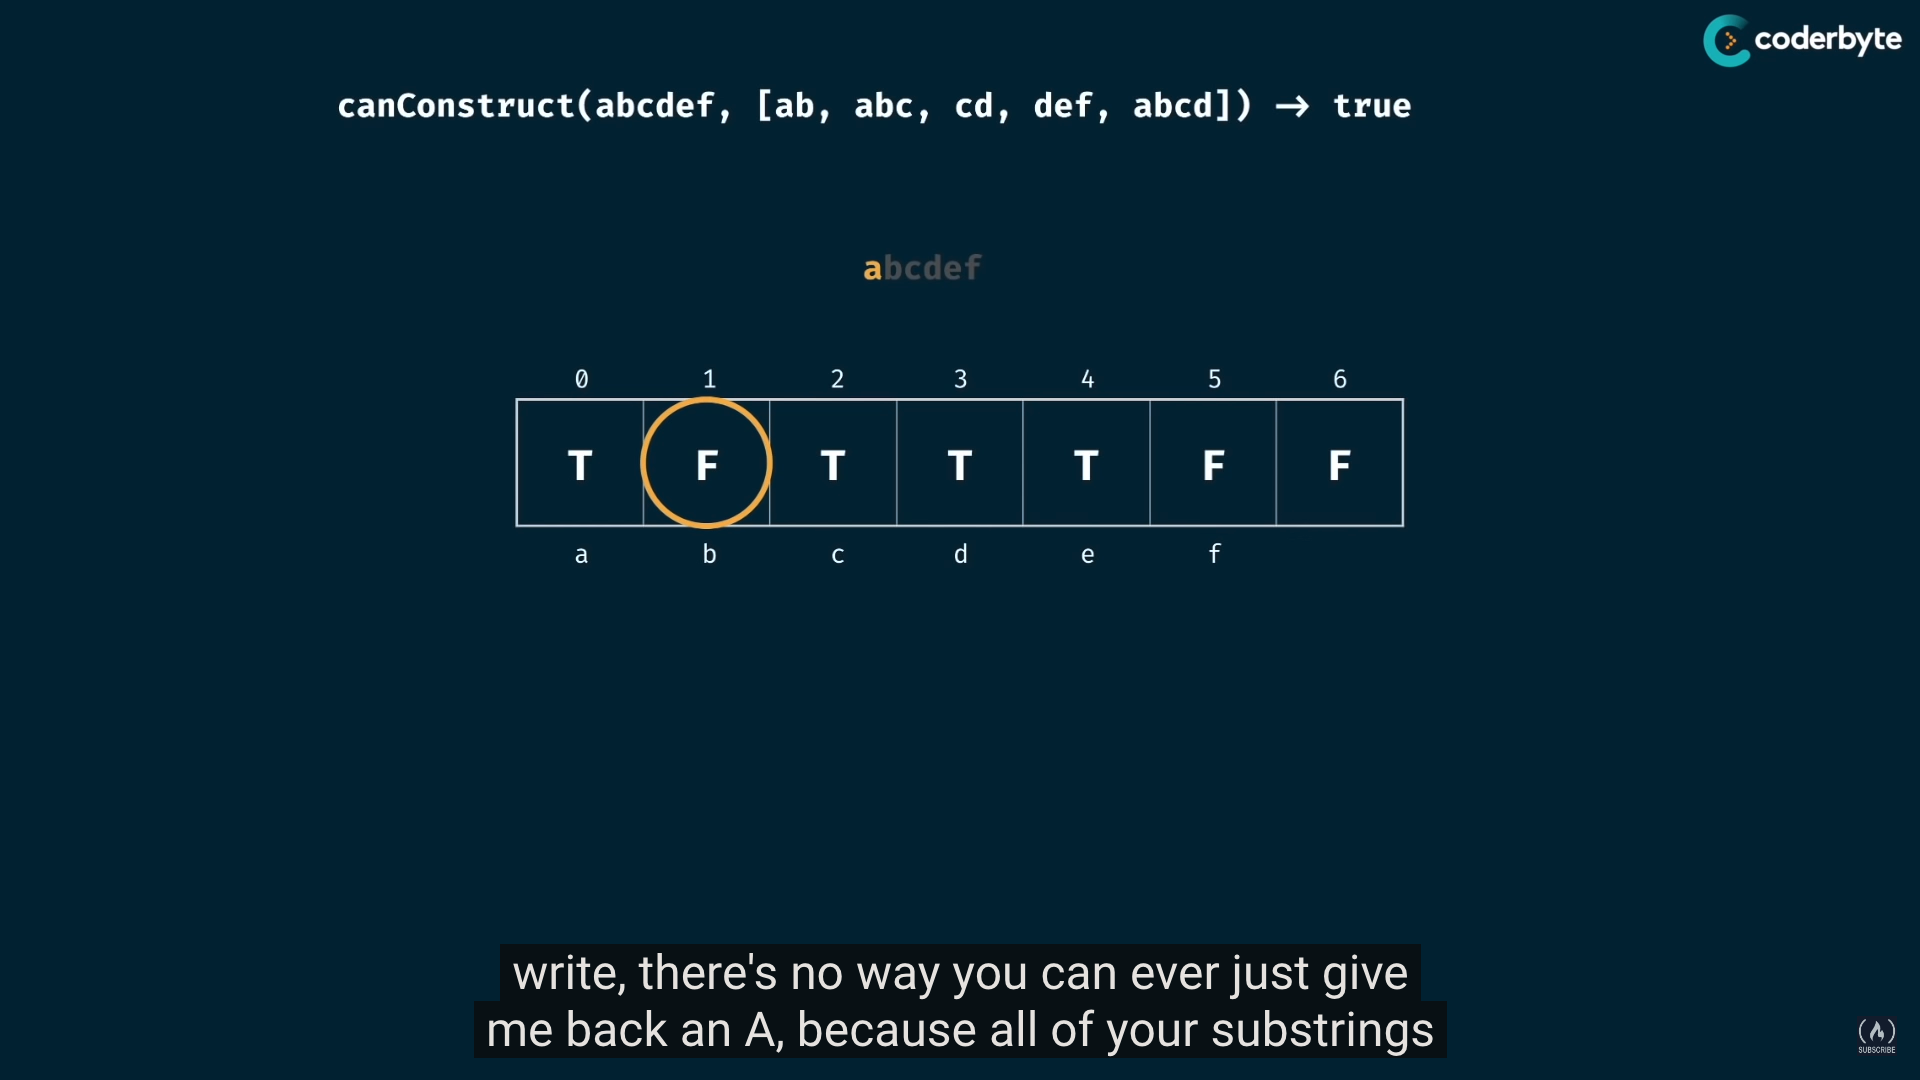 coderbyte
canConstruct(abcdef, [ab, abc, cd, def, abcd]) → true
abcdef
0 1 2 3 4 5 6
T F T T T F F
a b c d e f
write, there's no way you can ever just give
me back an A, because all of your substrings
SUBSCRIBE